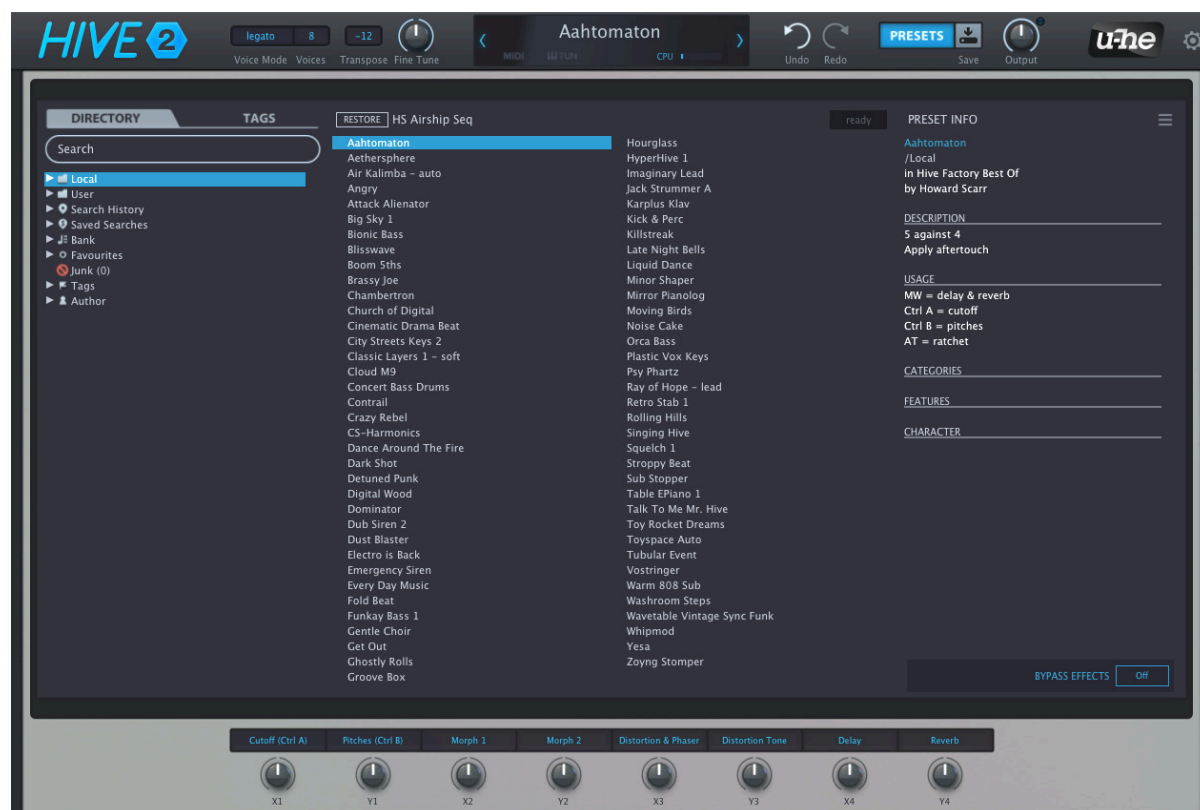 HIVE 2
legato 8 -12
Voice Mode Voices Transpose Fine Tune
Aahtomaton
MIDI TUN CPU
Undo Redo
PRESETS
Save Output
u-he
DIRECTORY TAGS
Search
Local
User
Search History
Saved Searches
Bank
Favourites
Junk (0)
Tags
Author
RESTORE HS Airship Seq
ready
Aahtomaton
Aethersphere
Air Kalimba - auto
Angry
Attack Alienator
Big Sky 1
Bionic Bass
Blisswave
Boom 5ths
Brassy Joe
Chambertron
Church of Digital
Cinematic Drama Beat
City Streets Keys 2
Classic Layers 1 - soft
Cloud M9
Concert Bass Drums
Contrail
Crazy Rebel
CS-Harmonics
Dance Around The Fire
Dark Shot
Detuned Punk
Digital Wood
Dominator
Dub Siren 2
Dust Blaster
Electro is Back
Emergency Siren
Every Day Music
Fold Beat
Funkay Bass 1
Gentle Choir
Get Out
Ghostly Rolls
Groove Box
Hourglass
HyperHive 1
Imaginary Lead
Jack Strummer A
Karplus Klav
Kick & Perc
Killstreak
Late Night Bells
Liquid Dance
Minor Shaper
Mirror Pianolog
Moving Birds
Noise Cake
Orca Bass
Plastic Vox Keys
Psy Phartz
Ray of Hope - lead
Retro Stab 1
Rolling Hills
Singing Hive
Squelch 1
Stroppy Beat
Sub Stopper
Table EPiano 1
Talk To Me Mr. Hive
Toy Rocket Dreams
Toyspace Auto
Tubular Event
Vostringer
Warm 808 Sub
Washroom Steps
Wavetable Vintage Sync Funk
Whipmod
Yesa
Zoyng Stomper
PRESET INFO
Aahtomaton
/Local
in Hive Factory Best Of
by Howard Scarr
DESCRIPTION
5 against 4
Apply aftertouch
USAGE
MW = delay & reverb
Ctrl A = cutoff
Ctrl B = pitches
AT = ratchet
CATEGORIES
FEATURES
CHARACTER
BYPASS EFFECTS Off
Cutoff (Ctrl A) Pitches (Ctrl B) Morph 1 Morph 2 Distortion & Phaser Distortion Tone Delay Reverb
X1 Y1 X2 Y2 X3 Y3 X4 Y4